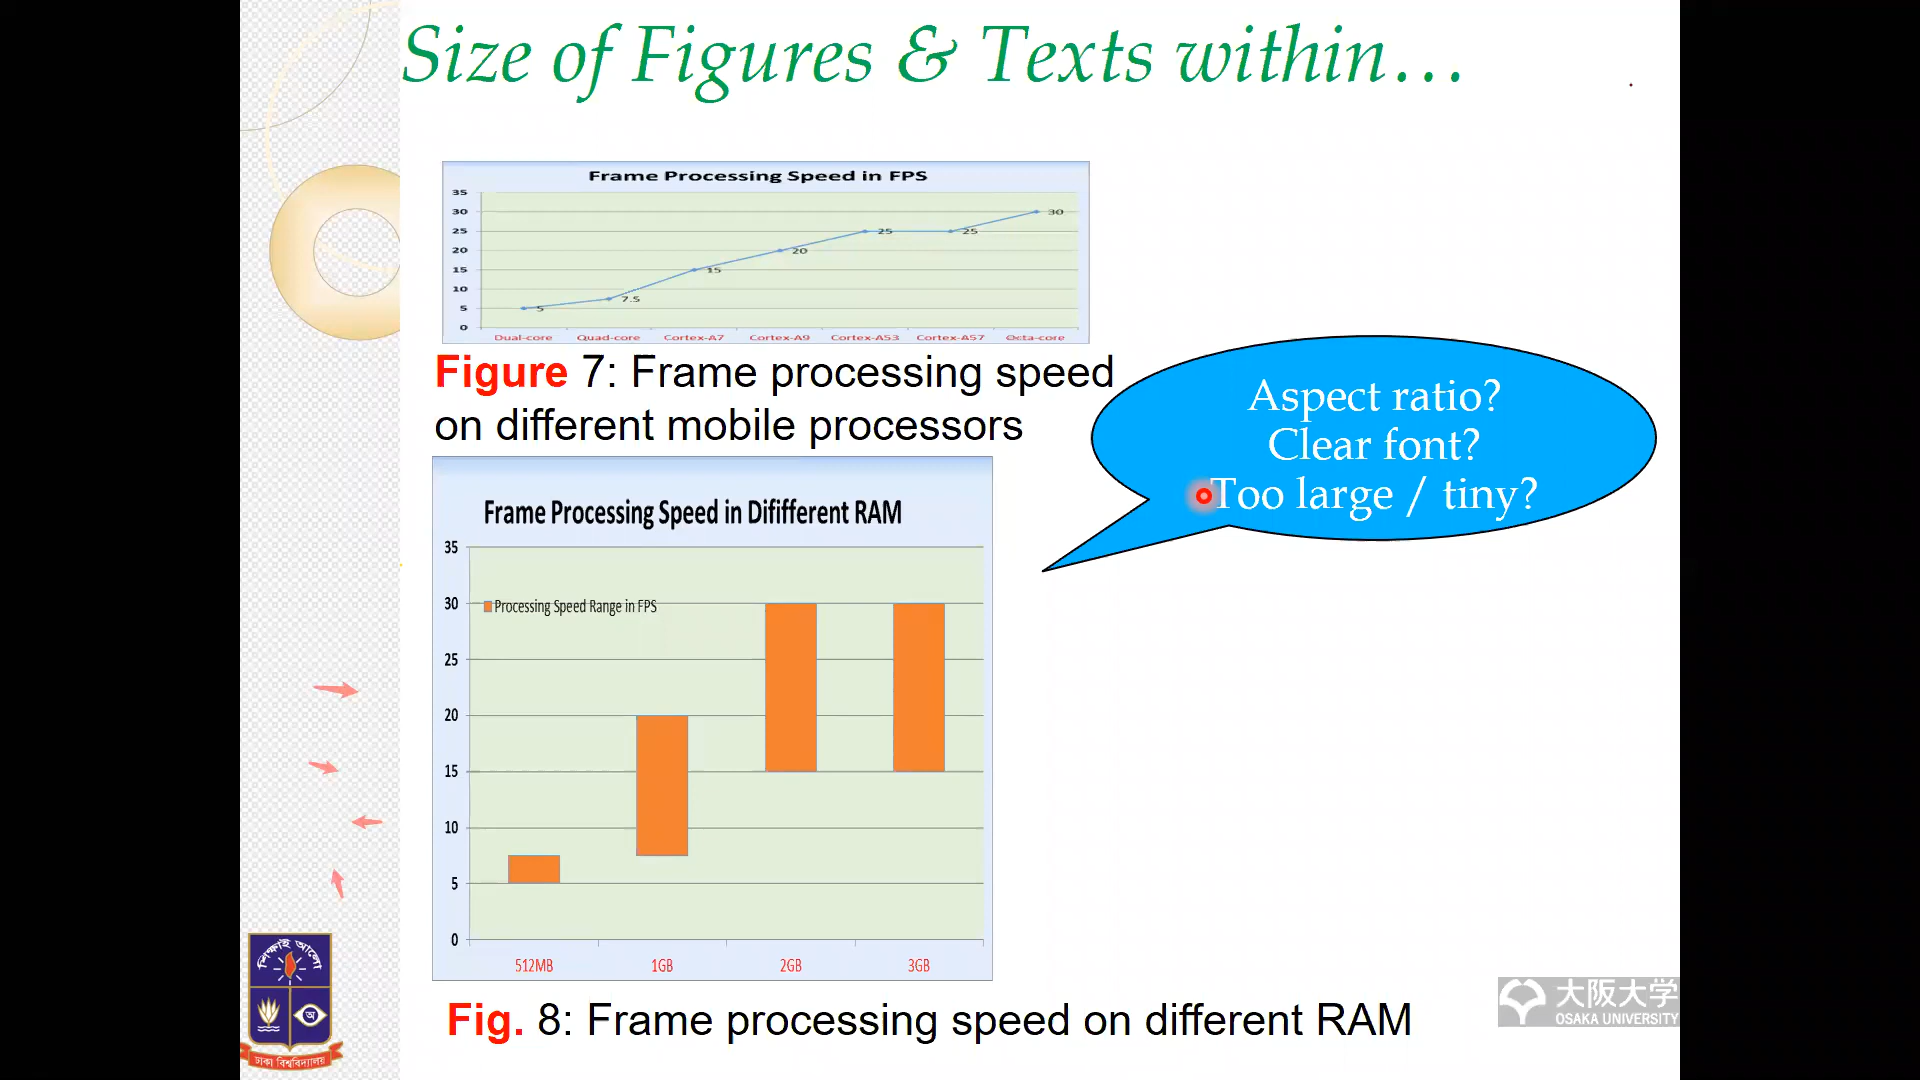 Size of Figures & Texts within…
Frame Processing Speed in FPS
35
30
25
20
15
10
5
0
5
7.5
15
20
25
25
30
Dual-core Quad-core Cortex-A7 Cortex-A9 Cortex-A53 Cortex-A57 Octa-core
Figure 7: Frame processing speed
on different mobile processors
Aspect ratio?
Clear font?
Too large / tiny?
Frame Processing Speed in Dififferent RAM
35
30
25
20
15
10
5
0
Processing Speed Range in FPS
512MB 1GB 2GB 3GB
Fig. 8: Frame processing speed on different RAM
শিক্ষাই আলো
অ
ঢাকা বিশ্ববিদ্যালয়
大阪大学
OSAKA UNIVERSITY